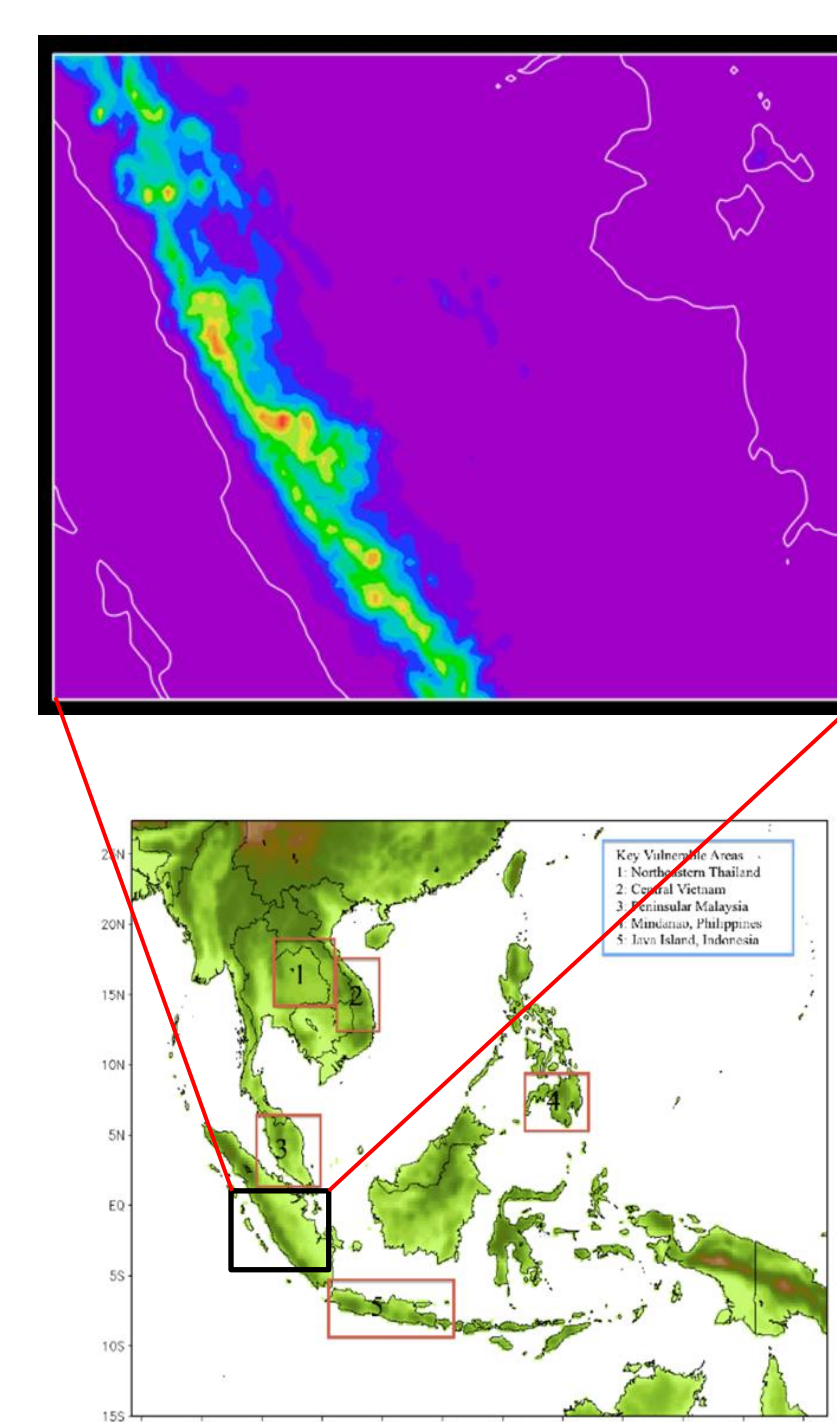 Key Vulnerable Areas
1: Northeastern Thailand
2: Central Vietnam
3: Peninsular Malaysia
4: Mindanao, Philippines
5: Java Island, Indonesia
25N
20N
1
2
15N
10N
4
5N
3
EQ
5S
5
10S
15S